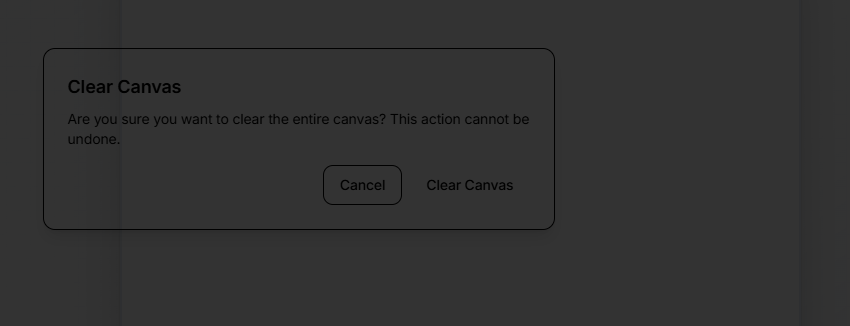 Clear Canvas
Are you sure you want to clear the entire canvas? This action cannot be
undone.
Cancel
Clear Canvas